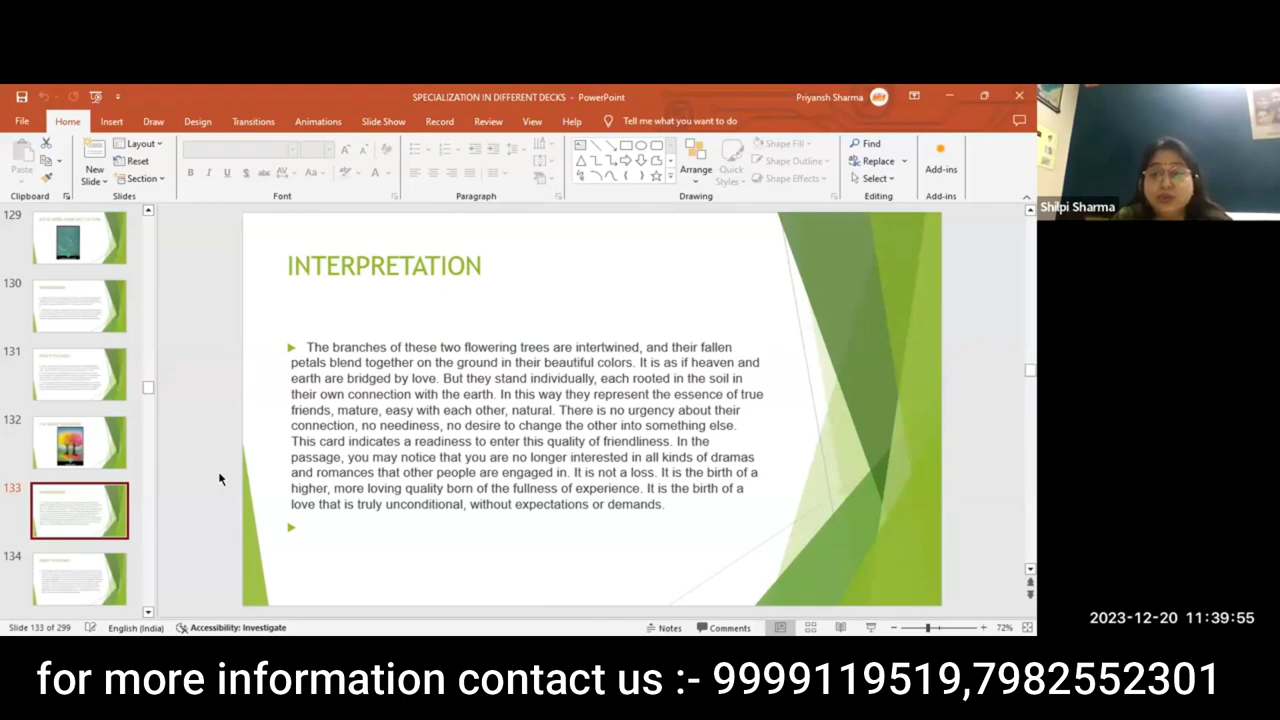 SPECIALIZATION IN DIFFERENT DECKS - PowerPoint
Priyansh Sharma
File Home Insert Draw Design Transitions Animations Slide Show Record Review View Help Tell me what you want to do
Paste
New
Slide
Layout
Reset
Section
B I U S abc
Aa
A
Arrange
Quick
Styles
Shape Fill
Shape Outline
Shape Effects
Find
Replace
Select
Add-ins
Clipboard Slides Font Paragraph Drawing Editing Add-ins
Shilpi Sharma
129
130
131
132
133
134
INTERPRETATION
The branches of these two flowering trees are intertwined, and their fallen
petals blend together on the ground in their beautiful colors. It is as if heaven and
earth are bridged by love. But they stand individually, each rooted in the soil in
their own connection with the earth. In this way they represent the essence of true
friends, mature, easy with each other, natural. There is no urgency about their
connection, no neediness, no desire to change the other into something else.
This card indicates a readiness to enter this quality of friendliness. In the
passage, you may notice that you are no longer interested in all kinds of dramas
and romances that other people are engaged in. It is not a loss. It is the birth of a
higher, more loving quality born of the fullness of experience. It is the birth of a
love that is truly unconditional, without expectations or demands.
Slide 133 of 299 English (India) Accessibility: Investigate Notes Comments 72%
2023-12-20 11:39:55
for more information contact us :- 9999119519,7982552301